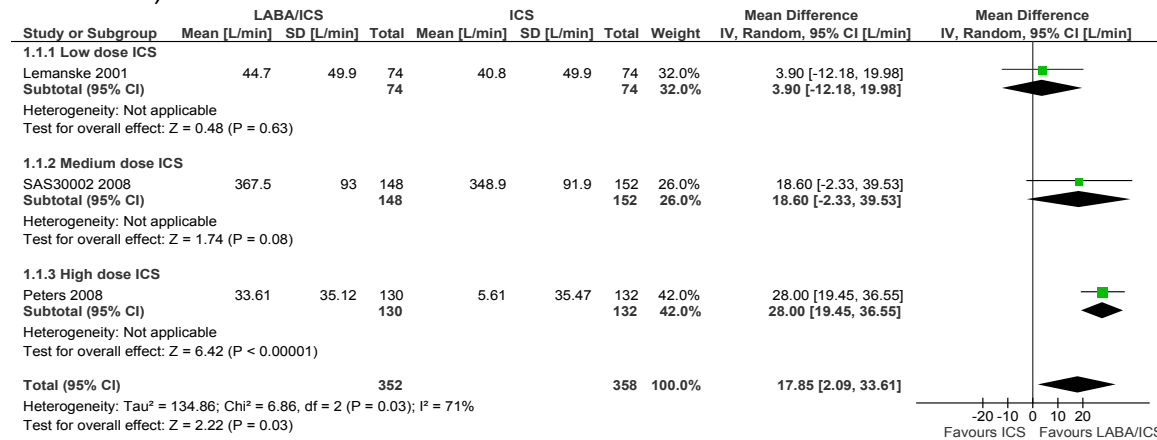 LABA/ICS ICS Mean Difference Mean Difference
Study or Subgroup Mean [L/min] SD [L/min] Total Mean [L/min] SD [L/min] Total Weight IV, Random, 95% CI [L/min] IV, Random, 95% CI [L/min]
1.1.1 Low dose ICS
Lemanske 2001 44.7 49.9 74 40.8 49.9 74 32.0% 3.90 [-12.18, 19.98]
Subtotal (95% CI) 74 74 32.0% 3.90 [-12.18, 19.98]
Heterogeneity: Not applicable
Test for overall effect: Z = 0.48 (P = 0.63)
1.1.2 Medium dose ICS
SAS30002 2008 367.5 93 148 348.9 91.9 152 26.0% 18.60 [-2.33, 39.53]
Subtotal (95% CI) 148 152 26.0% 18.60 [-2.33, 39.53]
Heterogeneity: Not applicable
Test for overall effect: Z = 1.74 (P = 0.08)
1.1.3 High dose ICS
Peters 2008 33.61 35.12 130 5.61 35.47 132 42.0% 28.00 [19.45, 36.55]
Subtotal (95% CI) 130 132 42.0% 28.00 [19.45, 36.55]
Heterogeneity: Not applicable
Test for overall effect: Z = 6.42 (P < 0.00001)
Total (95% CI) 352 358 100.0% 17.85 [2.09, 33.61]
Heterogeneity: Tau² = 134.86; Chi² = 6.86, df = 2 (P = 0.03); I² = 71%
Test for overall effect: Z = 2.22 (P = 0.03)
-20 -10 0 10 20
Favours ICS Favours LABA/ICS